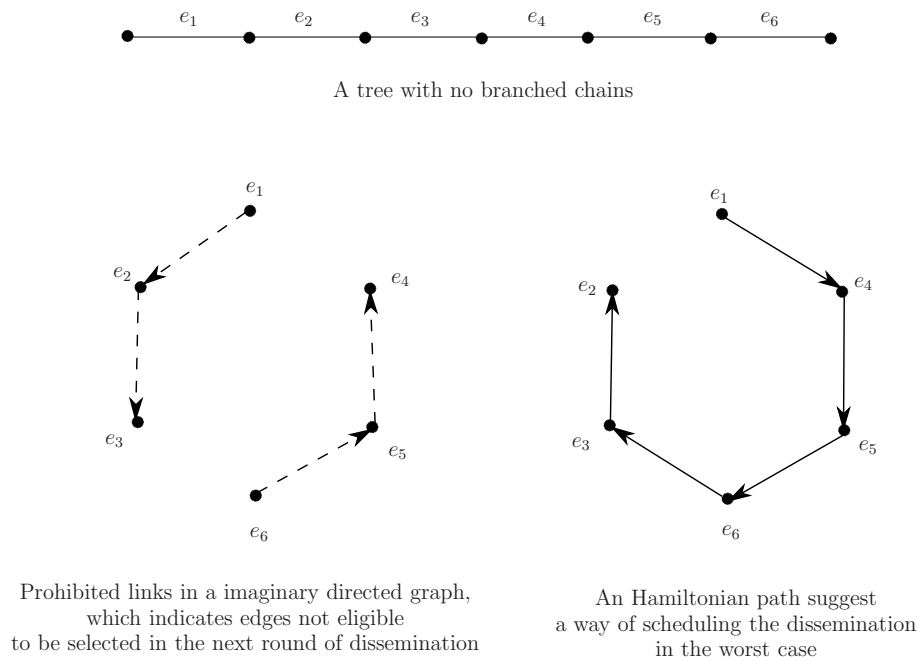 e1 e2 e3 e4 e5 e6
A tree with no branched chains
e1
e2
e4
e3
e5
e6
Prohibited links in a imaginary directed graph,
which indicates edges not eligible
to be selected in the next round of dissemination
e1
e2
e4
e3
e5
e6
An Hamiltonian path suggest
a way of scheduling the dissemination
in the worst case